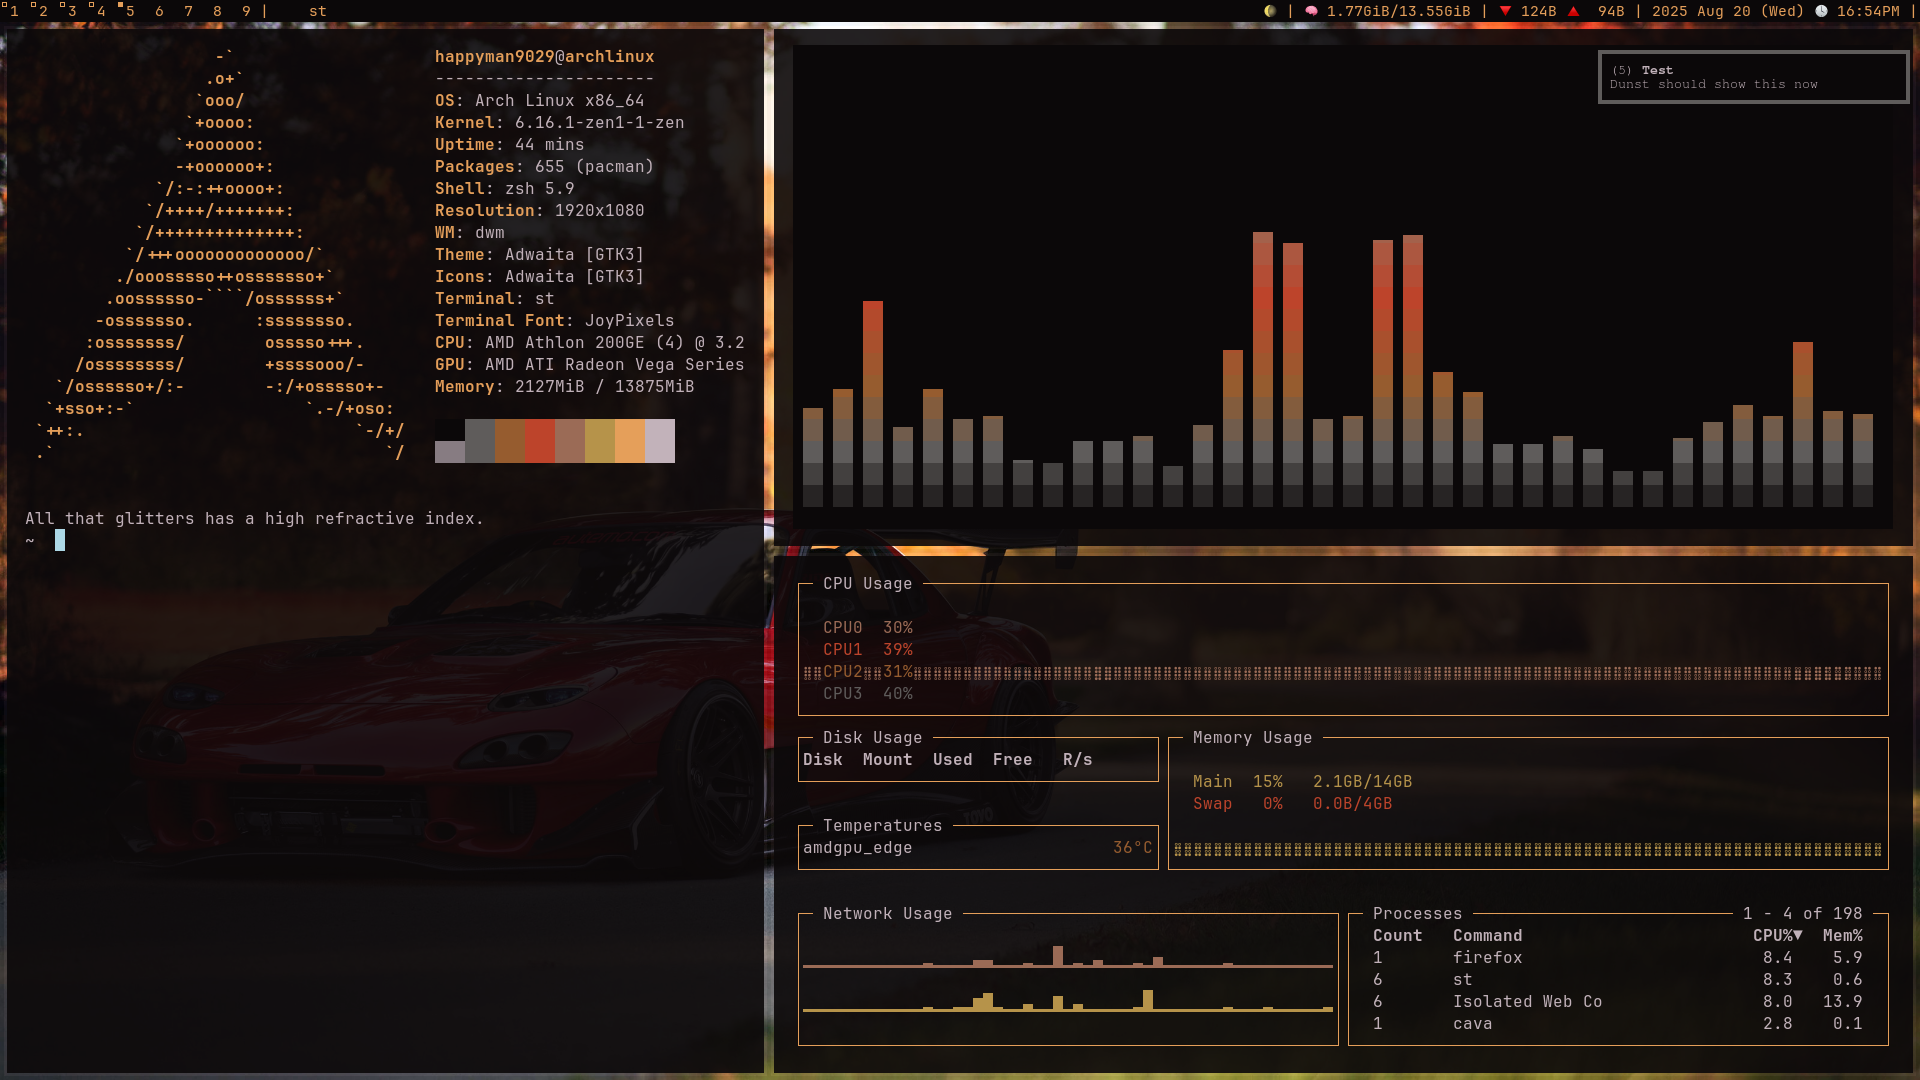 1 2 3 4 5 6 7 8 9 | st
| 1.77GiB/13.55GiB | 124B 94B | 2025 Aug 20 (Wed) 16:54PM |
-`
.o+`
`ooo/
`+oooo:
`+oooooo:
-+oooooo+:
`/:-:++oooo+:
`/++++/+++++++:
`/++++++++++++++:
`/+++ooooooooooooo/`
./ooosssso++osssssso+`
.oossssso-````/ossssss+`
-osssssso. :ssssssso.
:osssssss/ osssso+++.
/ossssssss/ +ssssooo/-
`/ossssso+/:- -:/+osssso+-
`+sso+:-` `.-/+oso:
`++:. `-/+/
.` `/
happyman9029@archlinux
----------------------
OS: Arch Linux x86_64
Kernel: 6.16.1-zen1-1-zen
Uptime: 44 mins
Packages: 655 (pacman)
Shell: zsh 5.9
Resolution: 1920x1080
WM: dwm
Theme: Adwaita [GTK3]
Icons: Adwaita [GTK3]
Terminal: st
Terminal Font: JoyPixels
CPU: AMD Athlon 200GE (4) @ 3.2
GPU: AMD ATI Radeon Vega Series
Memory: 2127MiB / 13875MiB
All that glitters has a high refractive index.
~
(5) Test
Dunst should show this now
CPU Usage
CPU0 30%
CPU1 39%
CPU2 31%
CPU3 40%
Disk Usage
Disk Mount Used Free R/s
Temperatures
amdgpu_edge 36°C
Memory Usage
Main 15% 2.1GB/14GB
Swap 0% 0.0B/4GB
Network Usage
Processes 1 - 4 of 198
Count Command CPU%▼ Mem%
1 firefox 8.4 5.9
6 st 8.3 0.6
6 Isolated Web Co 8.0 13.9
1 cava 2.8 0.1
TOYO